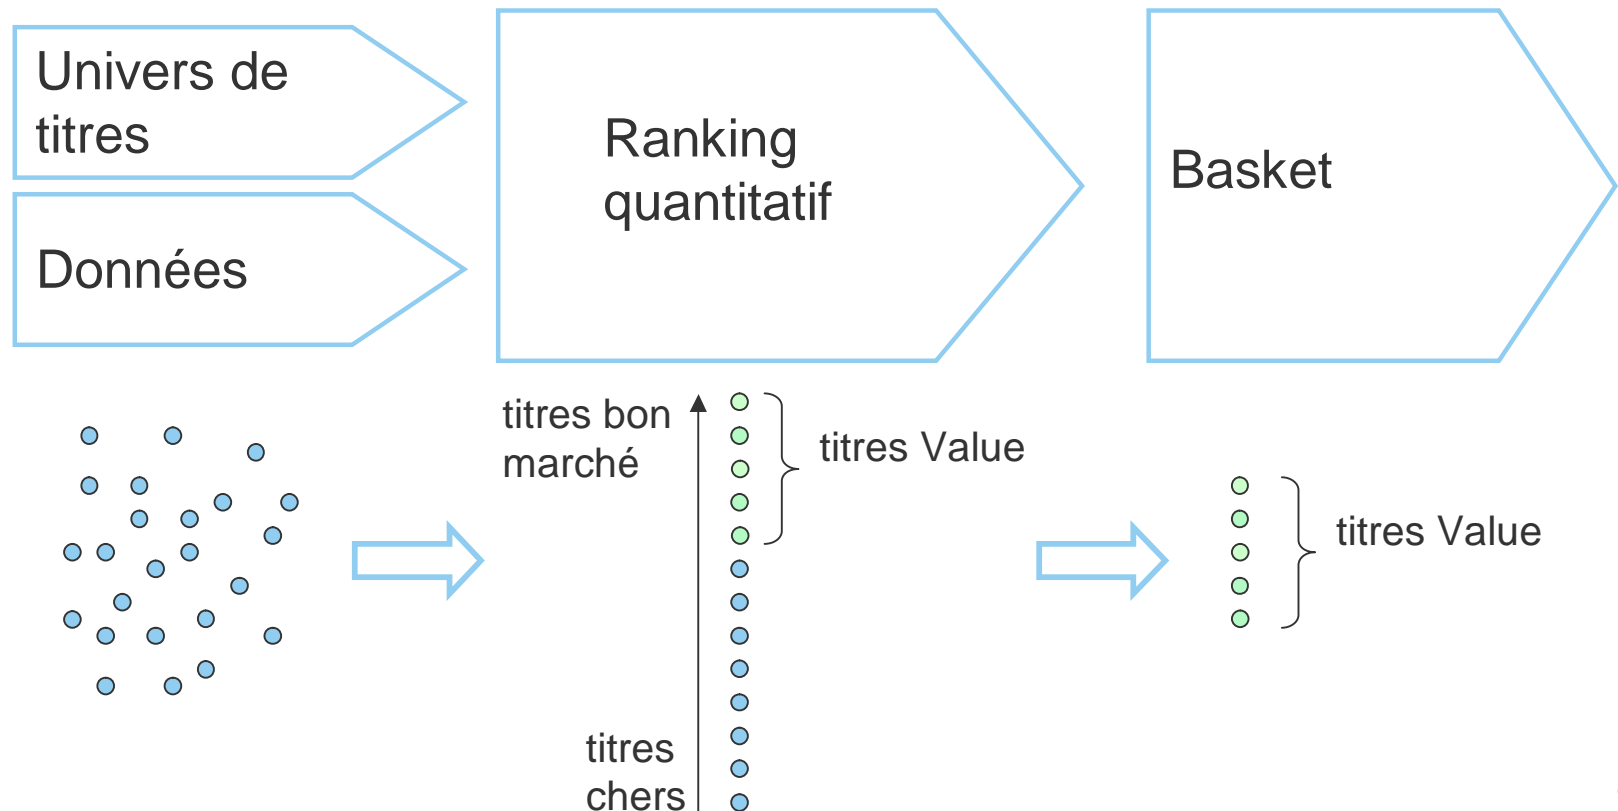 Univers de
titres
Données
Ranking
quantitatif
Basket
titres bon
marché
titres Value
titres
chers
titres Value